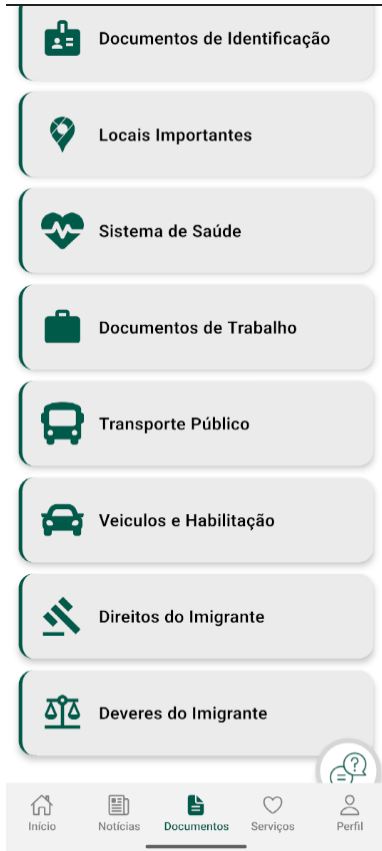 Documentos de Identificação
Locais Importantes
Sistema de Saúde
Documentos de Trabalho
Transporte Público
Veiculos e Habilitação
Direitos do Imigrante
Deveres do Imigrante
?
Início
Notícias
Documentos
Serviços
Perfil